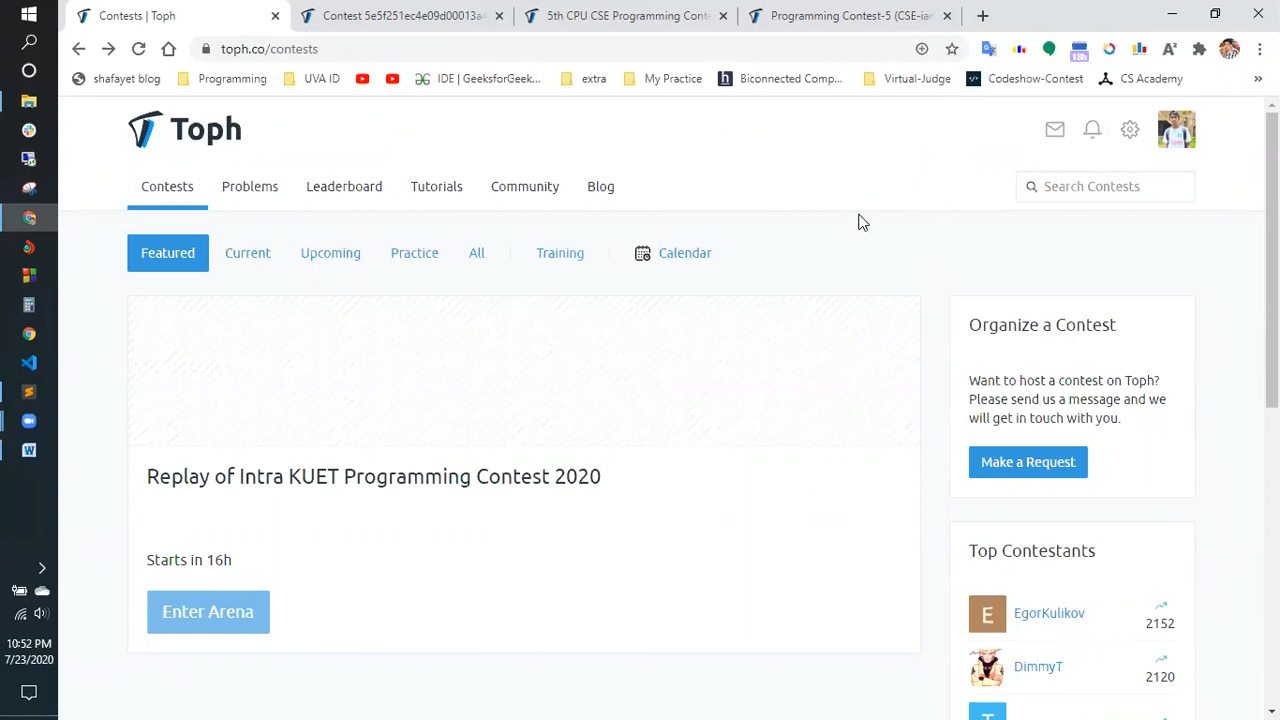 Contests | Toph
Contest 5e5f251ec4e09d00013a4
5th CPU CSE Programming Cont
Programming Contest-5 (CSE-ian
toph.co/contests
18h
shafayet blog
Programming
UVA ID
IDE | GeeksforGeek...
extra
My Practice
Biconnected Comp...
Virtual-Judge
Codeshow-Contest
CS Academy
»
Toph
Contests
Problems
Leaderboard
Tutorials
Community
Blog
Search Contests
Featured
Current
Upcoming
Practice
All
Training
Calendar
Organize a Contest
Want to host a contest on Toph?
Please send us a message and we
will get in touch with you.
Make a Request
Replay of Intra KUET Programming Contest 2020
Starts in 16h
Enter Arena
Top Contestants
E
EgorKulikov
2152
DimmyT
2120
10:52 PM
7/23/2020